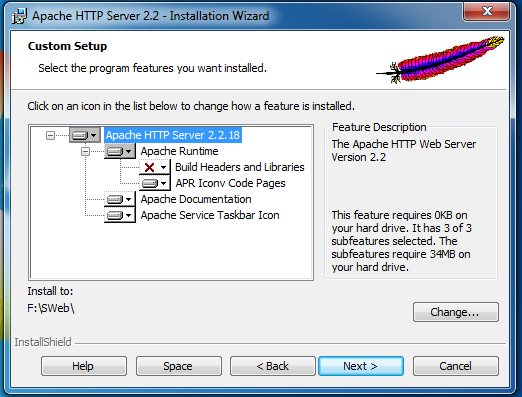 Apache HTTP Server 2.2 - Installation Wizard
Custom Setup
Select the program features you want installed.
Click on an icon in the list below to change how a feature is installed.
Apache HTTP Server 2.2.18
Apache Runtime
Build Headers and Libraries
APR Iconv Code Pages
Apache Documentation
Apache Service Taskbar Icon
Feature Description
The Apache HTTP Web Server
Version 2.2
This feature requires 0KB on
your hard drive. It has 3 of 3
subfeatures selected. The
subfeatures require 34MB on
your hard drive.
Install to:
F:\SWeb\
Change...
InstallShield
Help
Space
< Back
Next >
Cancel